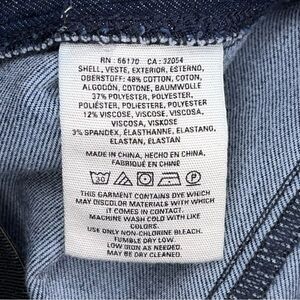 RN : 66170 CA : 32054
SHELL, VESTE, EXTERIOR, ESTERNO,
OBERSTOFF: 48% COTTON, COTON,
ALGODÓN, COTONE, BAUMWOLLE
37% POLYESTER, POLYESTER,
POLIÉSTER, POLIESTERE, POLYESTER
12% VISCOSE, VISCOSE, VISCOSA,
VISCOSA, VISKOSE
3% SPANDEX, ÉLASTHANNE, ELASTANO,
ELASTAN, ELASTAN
MADE IN CHINA, HECHO EN CHINA,
FABRIQUÉ EN CHINE
30
THIS GARMENT CONTAINS DYE WHICH
MAY DISCOLOR MATERIALS WITH WHICH
IT COMES IN CONTACT.
MACHINE WASH COLD WITH LIKE
COLORS.
USE ONLY NON-CHLORINE BLEACH.
TUMBLE DRY LOW.
LOW IRON AS NEEDED.
MAY BE DRY CLEANED.